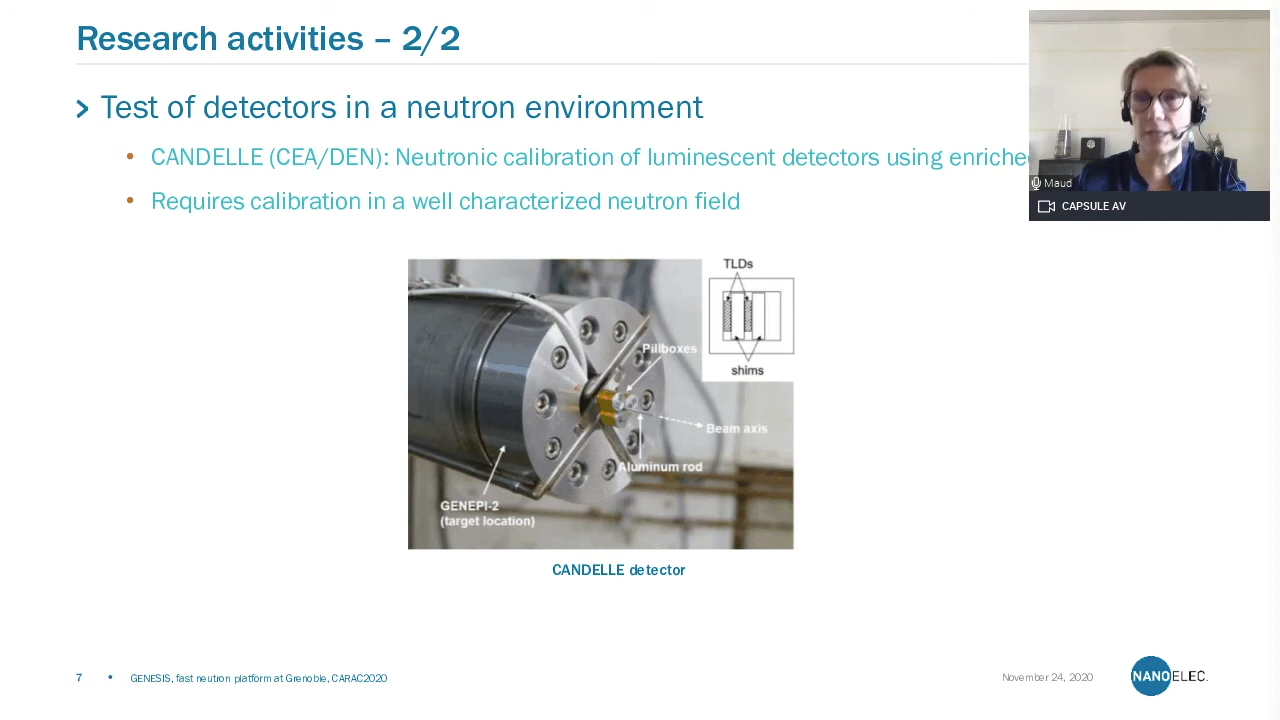 Research activities – 2/2
Test of detectors in a neutron environment
• CANDELLE (CEA/DEN): Neutronic calibration of luminescent detectors using
• Requires calibration in a well characterized neutron field
Maud
CAPSULE AV
TLDs
shims
Pillboxes
Beam axis
Aluminum rod
GENEPI-2
(target location)
CANDELLE detector
7 • GENESIS, fast neutron platform at Grenoble, CARAC2020
November 24, 2020
NANOELEC.